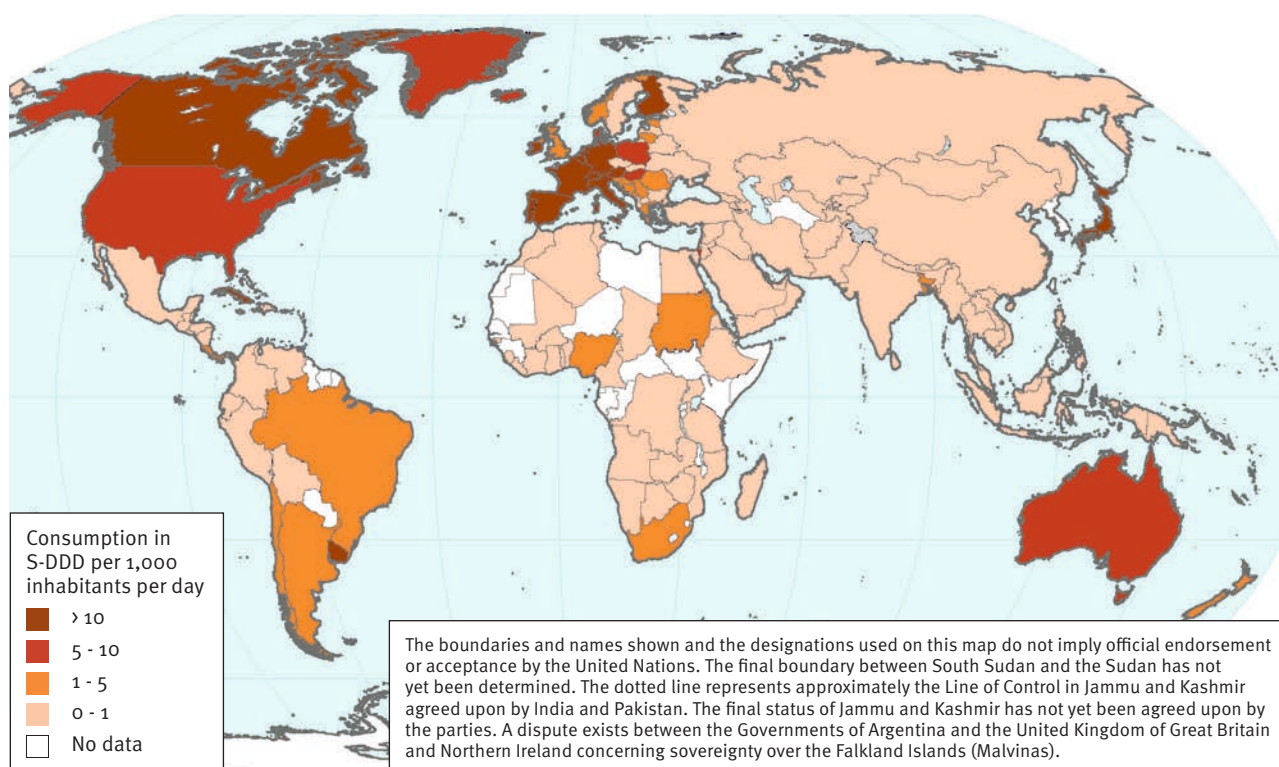 Consumption in
S-DDD per 1,000
inhabitants per day
> 10
5 - 10
1 - 5
0 - 1
No data
The boundaries and names shown and the designations used on this map do not imply official endorsement
or acceptance by the United Nations. The final boundary between South Sudan and the Sudan has not
yet been determined. The dotted line represents approximately the Line of Control in Jammu and Kashmir
agreed upon by India and Pakistan. The final status of Jammu and Kashmir has not yet been agreed upon by
the parties. A dispute exists between the Governments of Argentina and the United Kingdom of Great Britain
and Northern Ireland concerning sovereignty over the Falkland Islands (Malvinas).